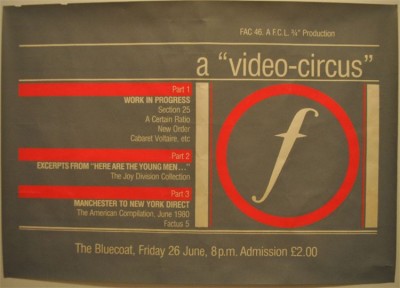 FAC 46. A F.C.L. ¾" Production
a "video-circus"
Part 1
WORK IN PROGRESS
Section 25
A Certain Ratio
New Order
Cabaret Voltaire, etc
Part 2
EXCERPTS FROM "HERE ARE THE YOUNG MEN..."
The Joy Division Collection
Part 3
MANCHESTER TO NEW YORK DIRECT
The American Compilation, June 1980
Factus 5
f
The Bluecoat, Friday 26 June, 8 p.m. Admission £2.00